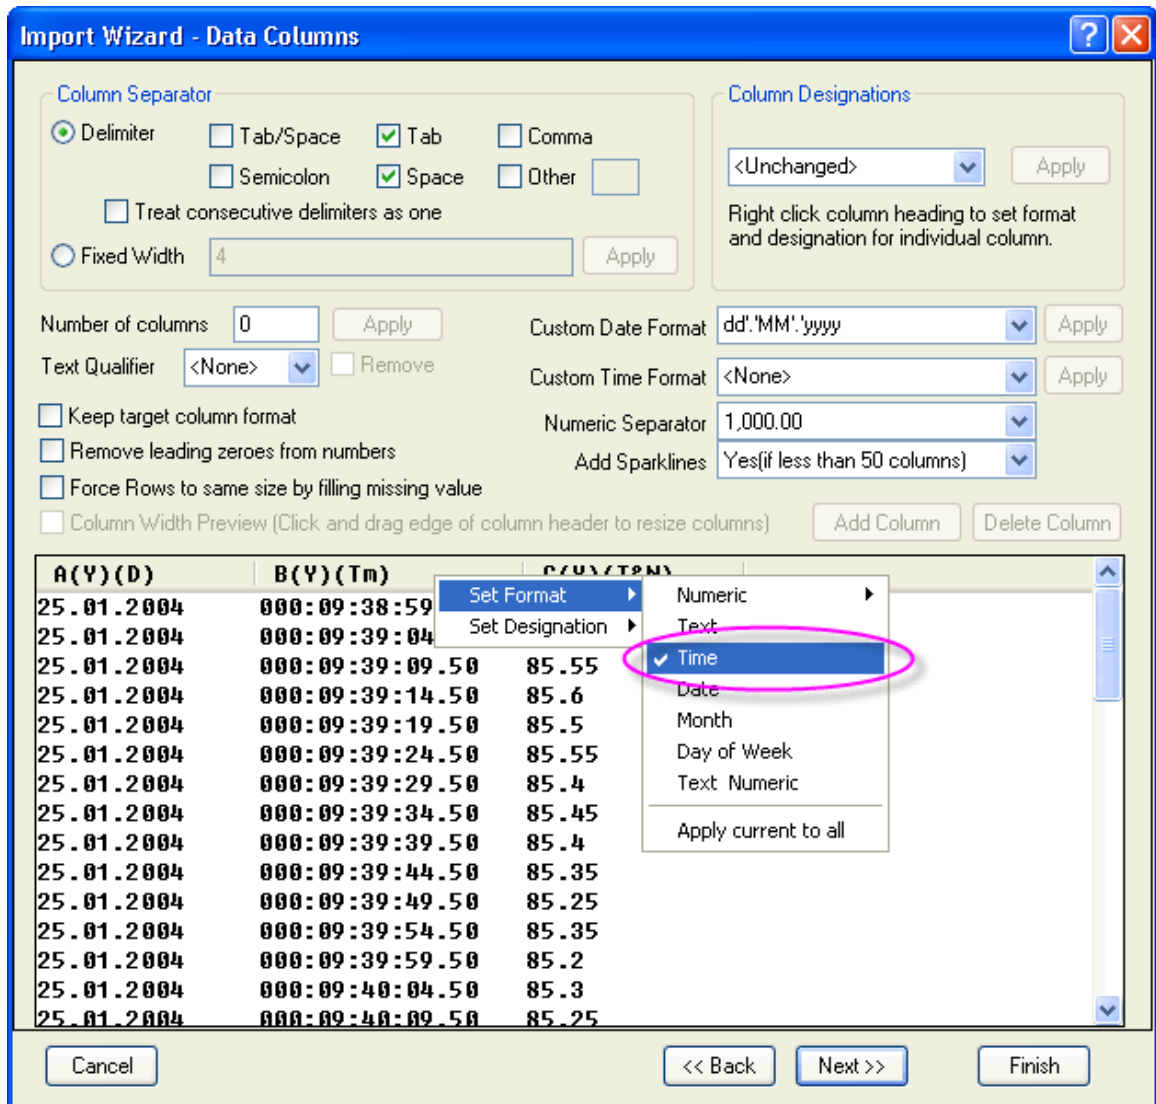 Import Wizard - Data Columns
Column Separator
Delimiter
Tab/Space
Tab
Comma
Semicolon
Space
Other
Treat consecutive delimiters as one
Fixed Width
4
Apply
Column Designations
<Unchanged>
Apply
Right click column heading to set format
and designation for individual column.
Number of columns
0
Apply
Text Qualifier
<None>
Remove
Custom Date Format
dd'.'MM'.'yyyy
Apply
Custom Time Format
<None>
Apply
Keep target column format
Numeric Separator
1,000.00
Remove leading zeroes from numbers
Add Sparklines
Yes(if less than 50 columns)
Force Rows to same size by filling missing value
Column Width Preview (Click and drag edge of column header to resize columns)
Add Column
Delete Column
A(Y)(D) B(Y)(Tm) C(Y)(T&N)
25.01.2004 000:09:38:59
25.01.2004 000:09:39:04
25.01.2004 000:09:39:09.50 85.55
25.01.2004 000:09:39:14.50 85.6
25.01.2004 000:09:39:19.50 85.5
25.01.2004 000:09:39:24.50 85.55
25.01.2004 000:09:39:29.50 85.4
25.01.2004 000:09:39:34.50 85.45
25.01.2004 000:09:39:39.50 85.4
25.01.2004 000:09:39:44.50 85.35
25.01.2004 000:09:39:49.50 85.25
25.01.2004 000:09:39:54.50 85.35
25.01.2004 000:09:39:59.50 85.2
25.01.2004 000:09:40:04.50 85.3
25.01.2004 000:09:40:09.50 85.25
Set Format
Set Designation
Numeric
Text
Time
Date
Month
Day of Week
Text Numeric
Apply current to all
Cancel
<< Back
Next >>
Finish